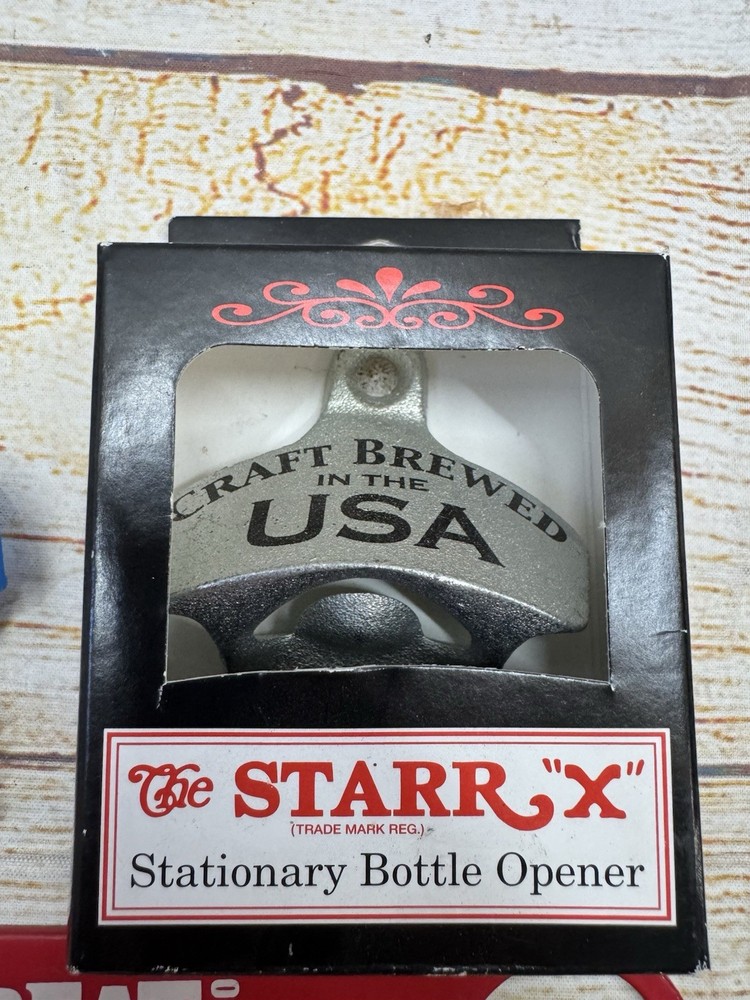 CRAFT BREWED
IN THE
USA
The STARR "X"
(TRADE MARK REG.)
Stationary Bottle Opener